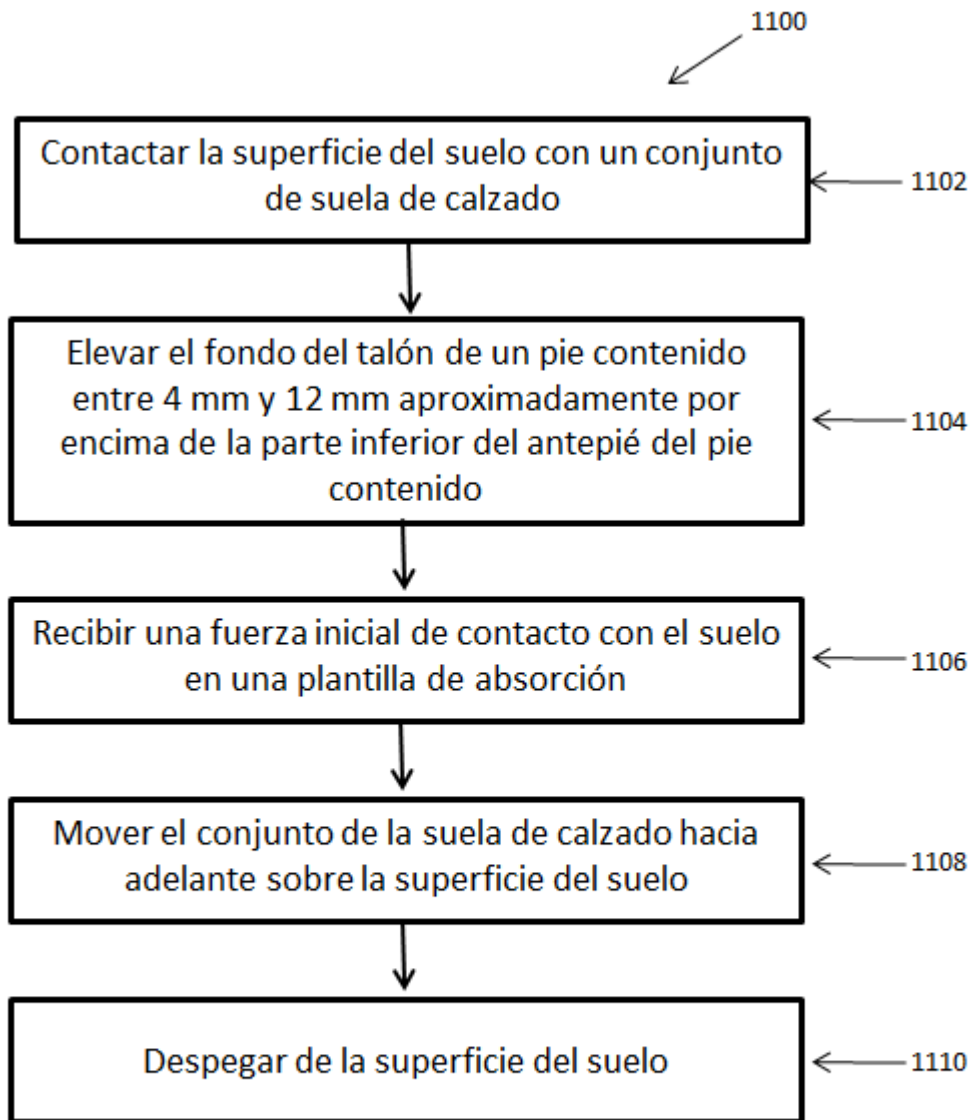 1100
Contactar la superficie del suelo con un conjunto
de suela de calzado
1102
Elevar el fondo del talón de un pie contenido
entre 4 mm y 12 mm aproximadamente por
encima de la parte inferior del antepié del pie
contenido
1104
Recibir una fuerza inicial de contacto con el suelo
en una plantilla de absorción
1106
Mover el conjunto de la suela de calzado hacia
adelante sobre la superficie del suelo
1108
Despegar de la superficie del suelo
1110